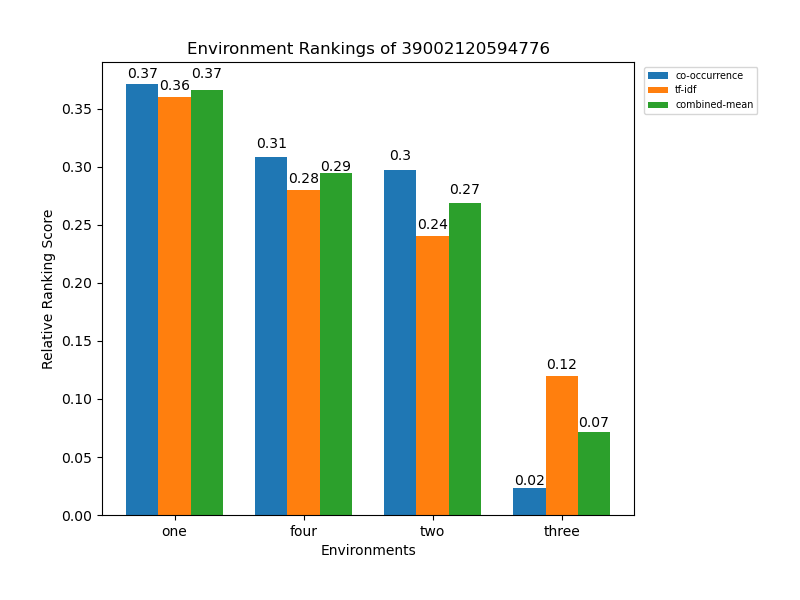 Environment Rankings of 39002120594776
co-occurrence
tf-idf
combined-mean
0.37
0.36
0.37
0.31
0.28
0.29
0.3
0.24
0.27
0.02
0.12
0.07
Relative Ranking Score
0.35
0.30
0.25
0.20
0.15
0.10
0.05
0.00
one four two three
Environments